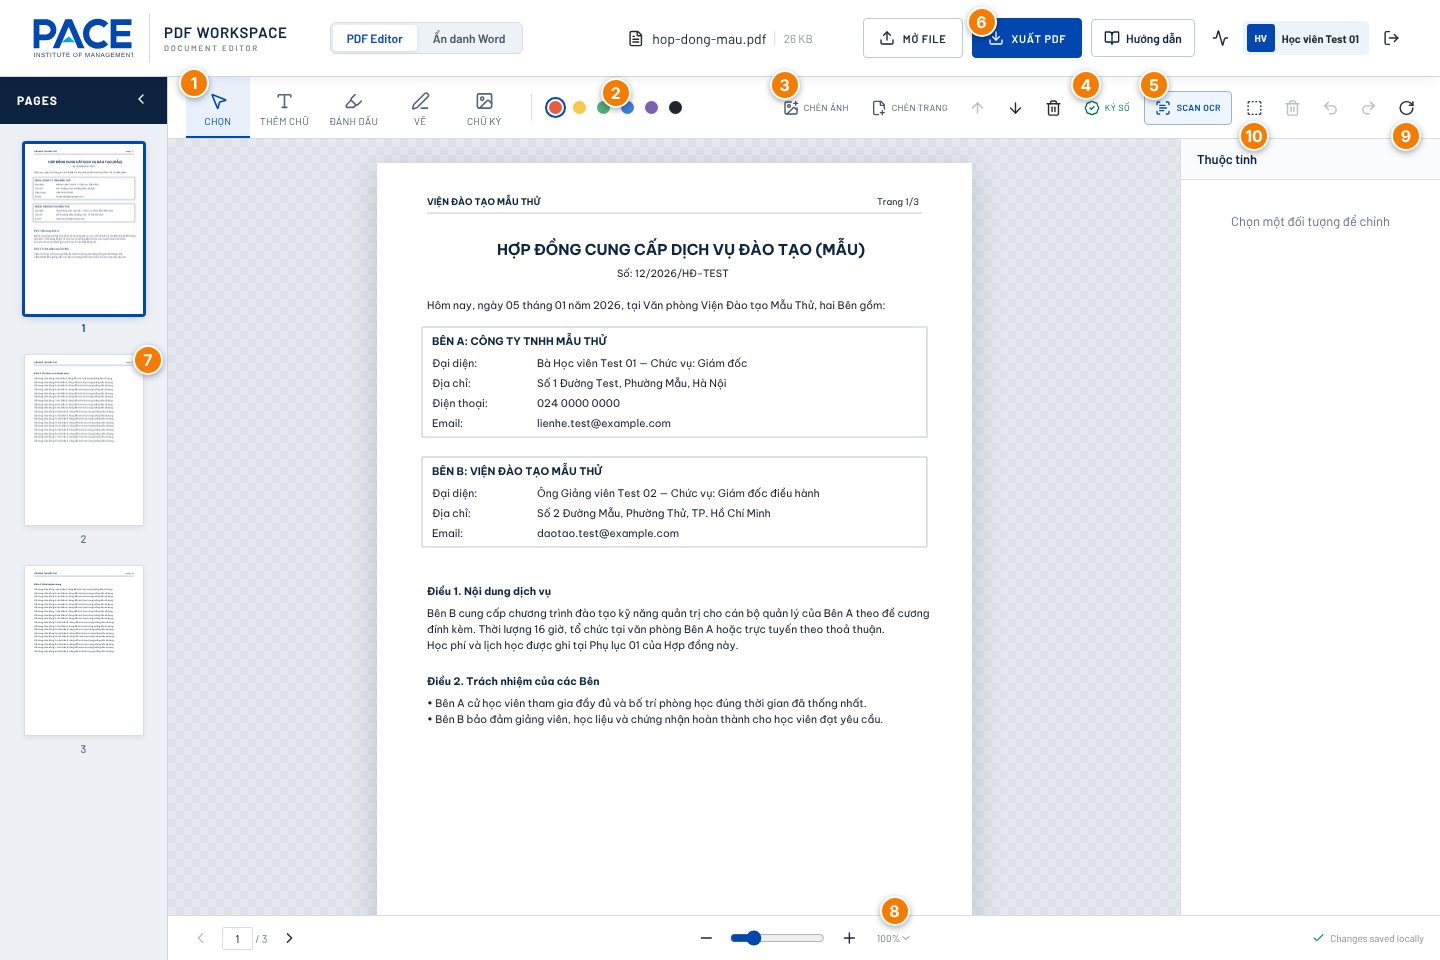 PACE
INSTITUTE OF MANAGEMENT
PDF WORKSPACE
DOCUMENT EDITOR
PDF Editor
Ẩn danh Word
hop-dong-mau.pdf
26 KB
MỞ FILE
6
XUẤT PDF
Hướng dẫn
HV
Học viên Test 01
PAGES
1
CHỌN
THÊM CHỮ
ĐÁNH DẤU
VẼ
CHỮ KÝ
2
3
CHÈN ẢNH
CHÈN TRANG
4
KÝ SỐ
5
SCAN OCR
10
9
1
7
2
3
VIỆN ĐÀO TẠO MẪU THỬ
Trang 1/3
HỢP ĐỒNG CUNG CẤP DỊCH VỤ ĐÀO TẠO (MẪU)
Số: 12/2026/HĐ-TEST
Hôm nay, ngày 05 tháng 01 năm 2026, tại Văn phòng Viện Đào tạo Mẫu Thử, hai Bên gồm:
BÊN A: CÔNG TY TNHH MẪU THỬ
Đại diện: Bà Học viên Test 01 — Chức vụ: Giám đốc
Địa chỉ: Số 1 Đường Test, Phường Mẫu, Hà Nội
Điện thoại: 024 0000 0000
Email: lienhe.test@example.com
BÊN B: VIỆN ĐÀO TẠO MẪU THỬ
Đại diện: Ông Giảng viên Test 02 — Chức vụ: Giám đốc điều hành
Địa chỉ: Số 2 Đường Mẫu, Phường Thử, TP. Hồ Chí Minh
Email: daotao.test@example.com
Điều 1. Nội dung dịch vụ
Bên B cung cấp chương trình đào tạo kỹ năng quản trị cho cán bộ quản lý của Bên A theo đề cương
đính kèm. Thời lượng 16 giờ, tổ chức tại văn phòng Bên A hoặc trực tuyến theo thoả thuận.
Học phí và lịch học được ghi tại Phụ lục 01 của Hợp đồng này.
Điều 2. Trách nhiệm của các Bên
• Bên A cử học viên tham gia đầy đủ và bố trí phòng học đúng thời gian đã thống nhất.
• Bên B bảo đảm giảng viên, học liệu và chứng nhận hoàn thành cho học viên đạt yêu cầu.
Thuộc tính
Chọn một đối tượng để chỉnh
1 / 3
8
100%
Changes saved locally